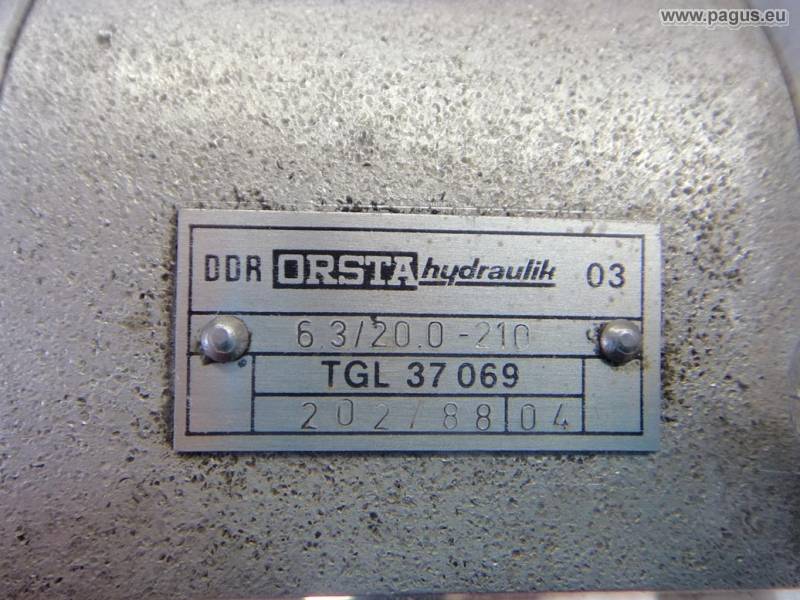 www.pagus.eu
DDR ORSTA hydraulik 03
6.3/20.0-210
TGL 37 069
202/88 04